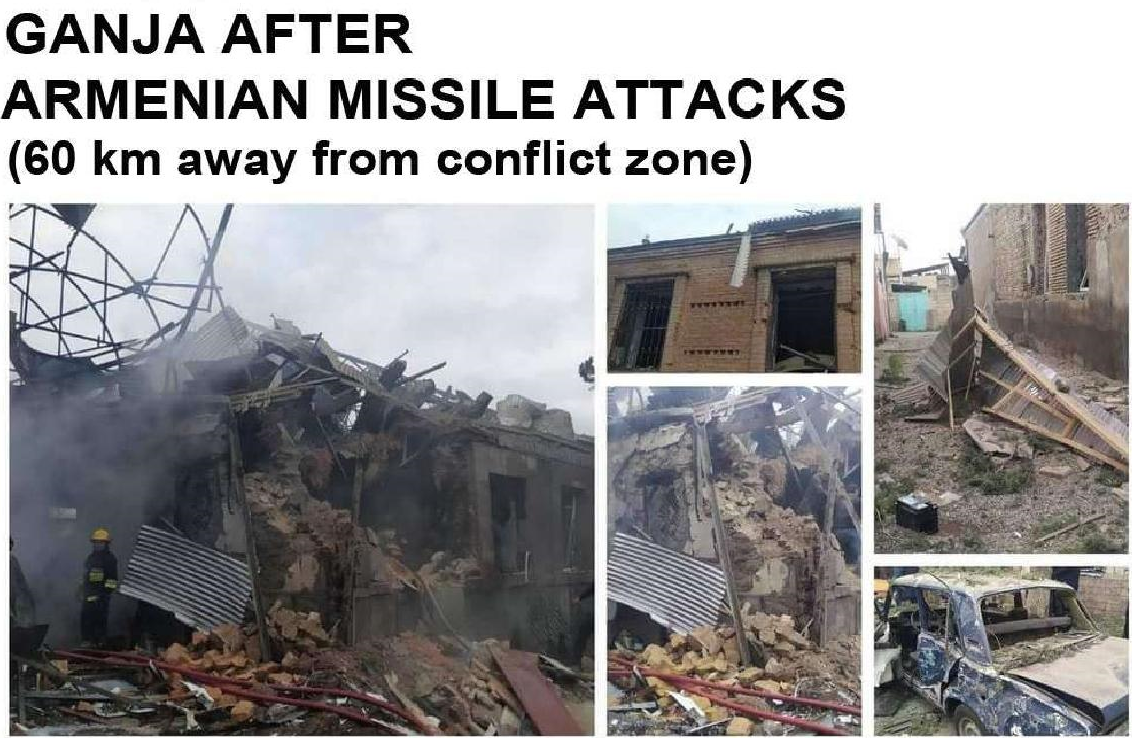 GANJA AFTER
ARMENIAN MISSILE ATTACKS
(60 km away from conflict zone)